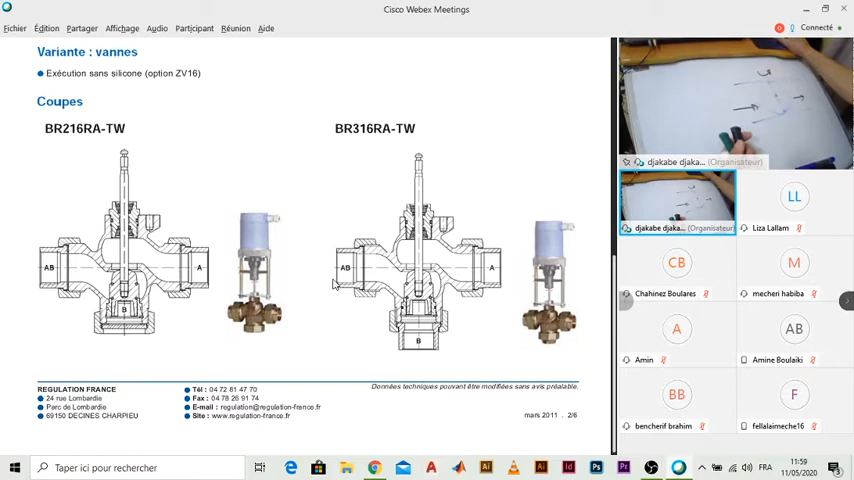 Cisco Webex Meetings
Fichier Édition Partager Affichage Audio Participant Réunion Aide
Connecté
Variante : vannes
Exécution sans silicone (option ZV16)
Coupes
BR216RA-TW
BR316RA-TW
AB
A
B
AB
A
B
REGULATION FRANCE
24 rue Lombardie
Parc de Lombardie
69150 DECINES CHARPIEU
Tél : 04 72 81 47 70
Fax : 04 78 26 91 74
E-mail : regulation@regulation-france.fr
Site : www.regulation-france.fr
Données techniques pouvant être modifiées sans avis préalable.
mars 2011 . 2/6
djakabe djaka... (Organisateur)
djakabe djaka... (Organisateur)
LL
Liza Lallam
CB
Chahinez Boulares
M
mecheri habiba
A
Amin
AB
Amine Boulaiki
BB
bencherif brahim
F
fellalaimeche16
Taper ici pour rechercher
FRA
11:59
11/05/2020
3